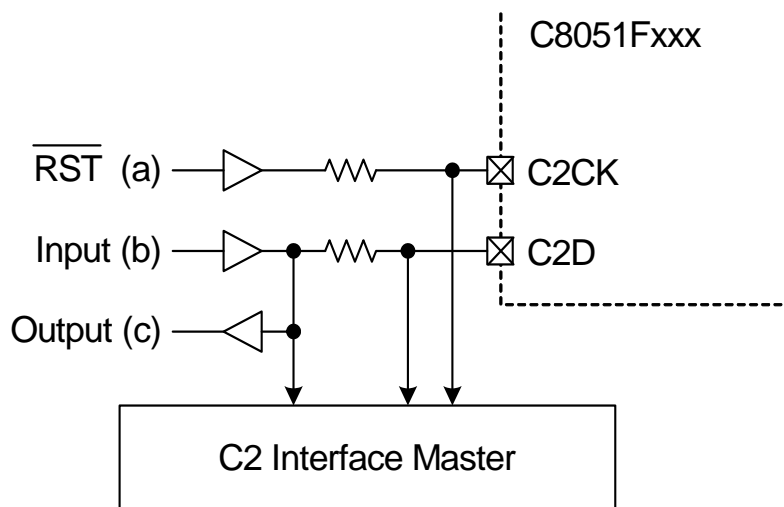 C8051Fxxx
RST (a)
C2CK
Input (b)
C2D
Output (c)
C2 Interface Master